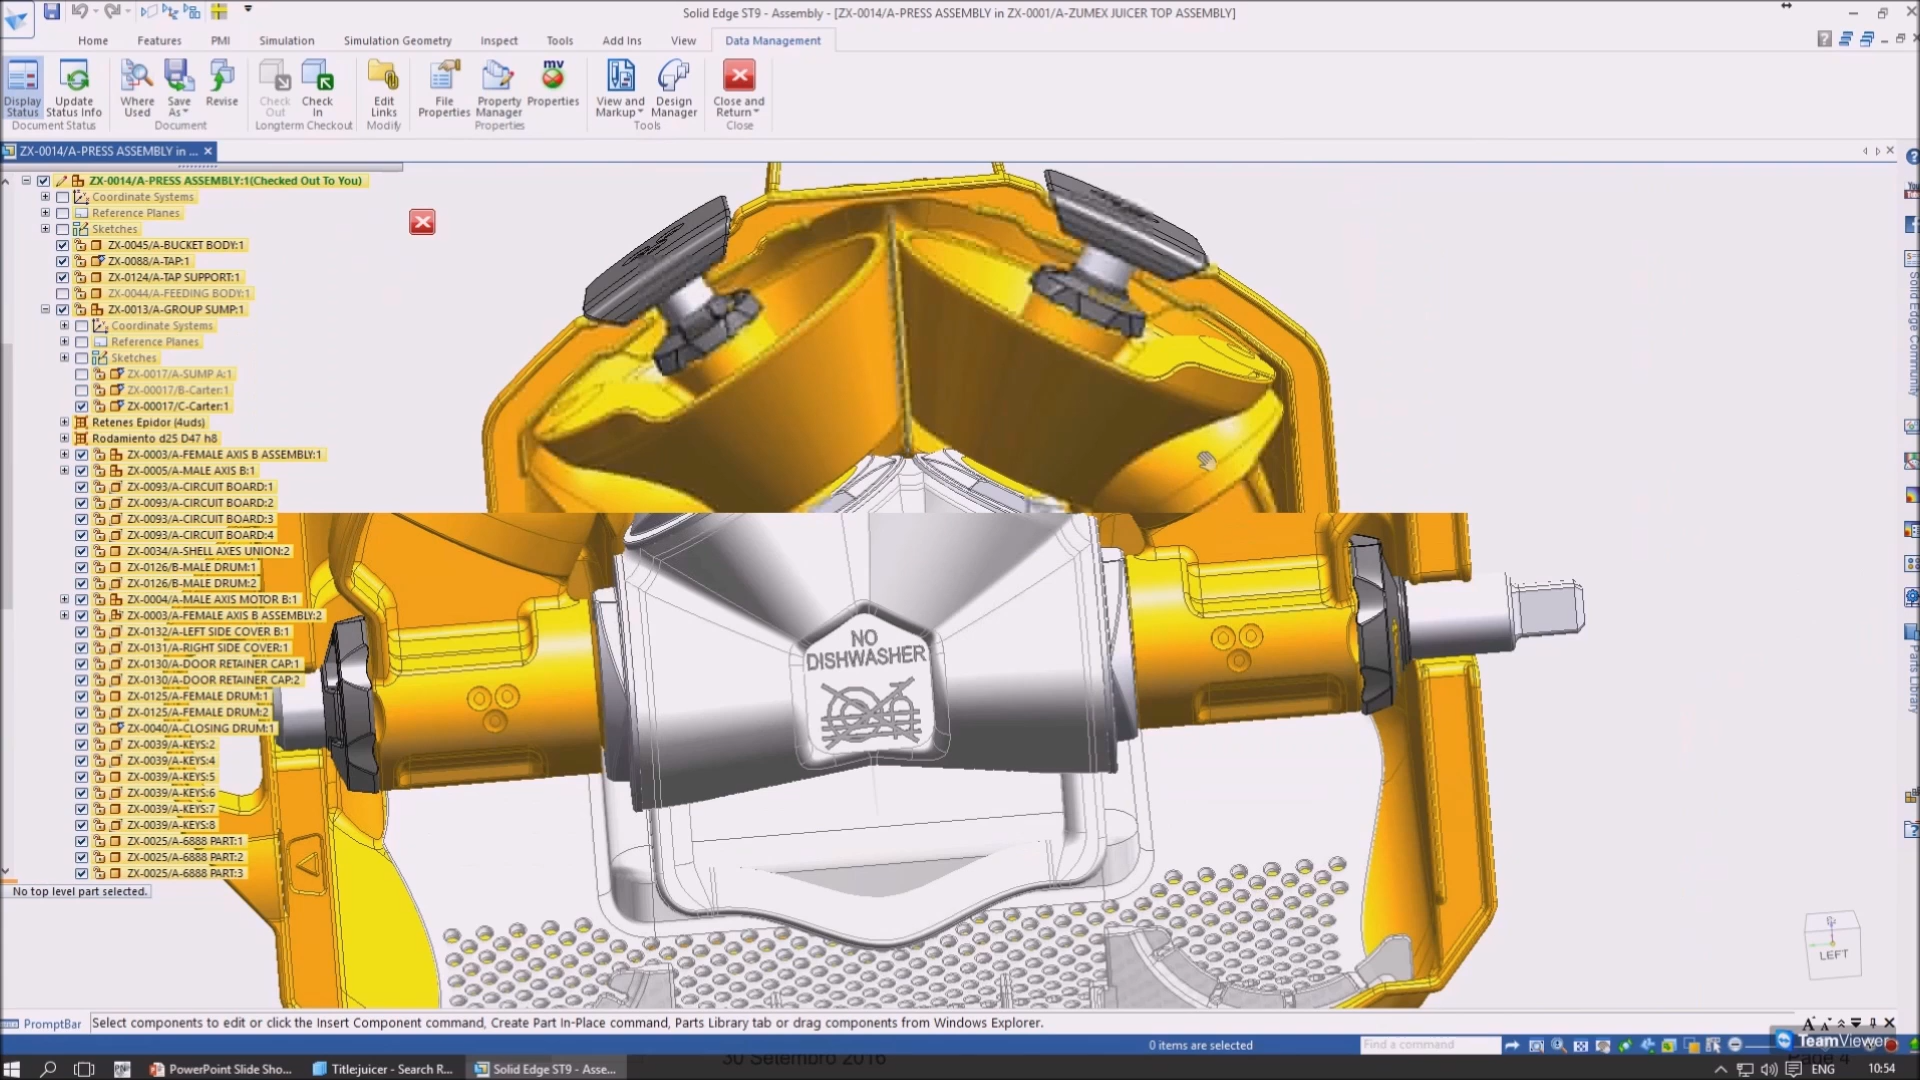 Solid Edge ST9 - Assembly - [ZX-0014/A-PRESS ASSEMBLY in ZX-0001/A-ZUMEX JUICER TOP ASSEMBLY]
Home Features PMI Simulation Simulation Geometry Inspect Tools Add Ins View Data Management
Display Status
Update Status Info
Document Status
Where Used
Save As
Revise
Document
Check Out
Check In
Longterm Checkout
Edit Links
Modify
File Properties
Property Manager
mv
Properties
Properties
View and Markup
Design Manager
Tools
Close and Return
Close
ZX-0014/A-PRESS ASSEMBLY in ...
ZX-0014/A-PRESS ASSEMBLY:1(Checked Out To You)
Coordinate Systems
Reference Planes
Sketches
ZX-0045/A-BUCKET BODY:1
ZX-0088/A-TAP:1
ZX-0124/A-TAP SUPPORT:1
ZX-0044/A-FEEDING BODY:1
ZX-0013/A-GROUP SUMP:1
Coordinate Systems
Reference Planes
Sketches
ZX-0017/A-SUMP A:1
ZX-00017/B-Carter:1
ZX-00017/C-Carter:1
Retenes Epidor (4uds)
Rodamiento d25 D47 h8
ZX-0003/A-FEMALE AXIS B ASSEMBLY:1
ZX-0005/A-MALE AXIS B:1
ZX-0093/A-CIRCUIT BOARD:1
ZX-0093/A-CIRCUIT BOARD:2
ZX-0093/A-CIRCUIT BOARD:3
ZX-0093/A-CIRCUIT BOARD:4
ZX-0034/A-SHELL AXES UNION:2
ZX-0126/B-MALE DRUM:1
ZX-0126/B-MALE DRUM:2
ZX-0004/A-MALE AXIS MOTOR B:1
ZX-0003/A-FEMALE AXIS B ASSEMBLY:2
ZX-0132/A-LEFT SIDE COVER B:1
ZX-0131/A-RIGHT SIDE COVER:1
ZX-0130/A-DOOR RETAINER CAP:1
ZX-0130/A-DOOR RETAINER CAP:2
ZX-0125/A-FEMALE DRUM:1
ZX-0125/A-FEMALE DRUM:2
ZX-0040/A-CLOSING DRUM:1
ZX-0039/A-KEYS:2
ZX-0039/A-KEYS:4
ZX-0039/A-KEYS:5
ZX-0039/A-KEYS:6
ZX-0039/A-KEYS:7
ZX-0039/A-KEYS:8
ZX-0025/A-6888 PART:1
ZX-0025/A-6888 PART:2
ZX-0025/A-6888 PART:3
No top level part selected.
NO
DISHWASHER
LEFT
Solid Edge Community
Parts Library
PromptBar
Select components to edit or click the Insert Component command, Create Part In-Place command, Parts Library tab or drag components from Windows Explorer.
0 items are selected
Find a command
TeamViewer
30 Setembro 2016
Page 4
PowerPoint Slide Sho...
Title:juicer - Search R...
Solid Edge ST9 - Asse...
ENG
10:54